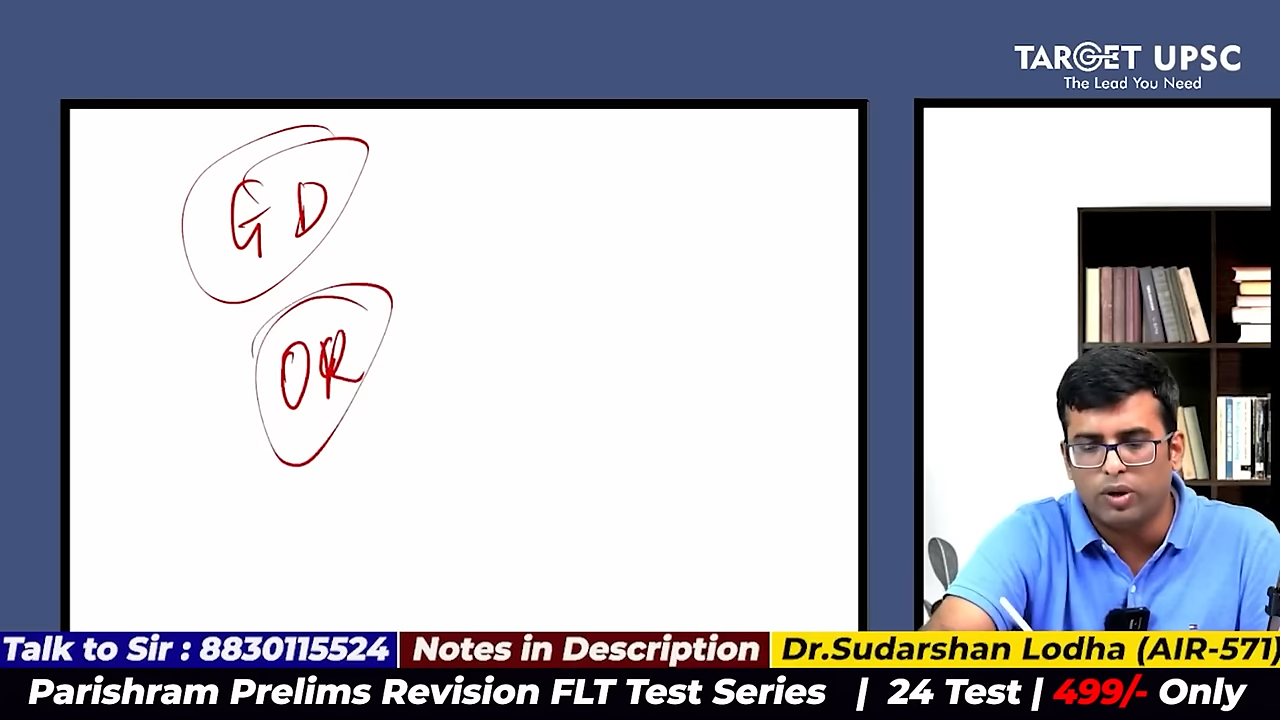 TARGET UPSC
The Lead You Need
G D
OR
Talk to Sir : 8830115524
Notes in Description
Dr.Sudarshan Lodha (AIR-571)
Parishram Prelims Revision FLT Test Series | 24 Test | 499/- Only